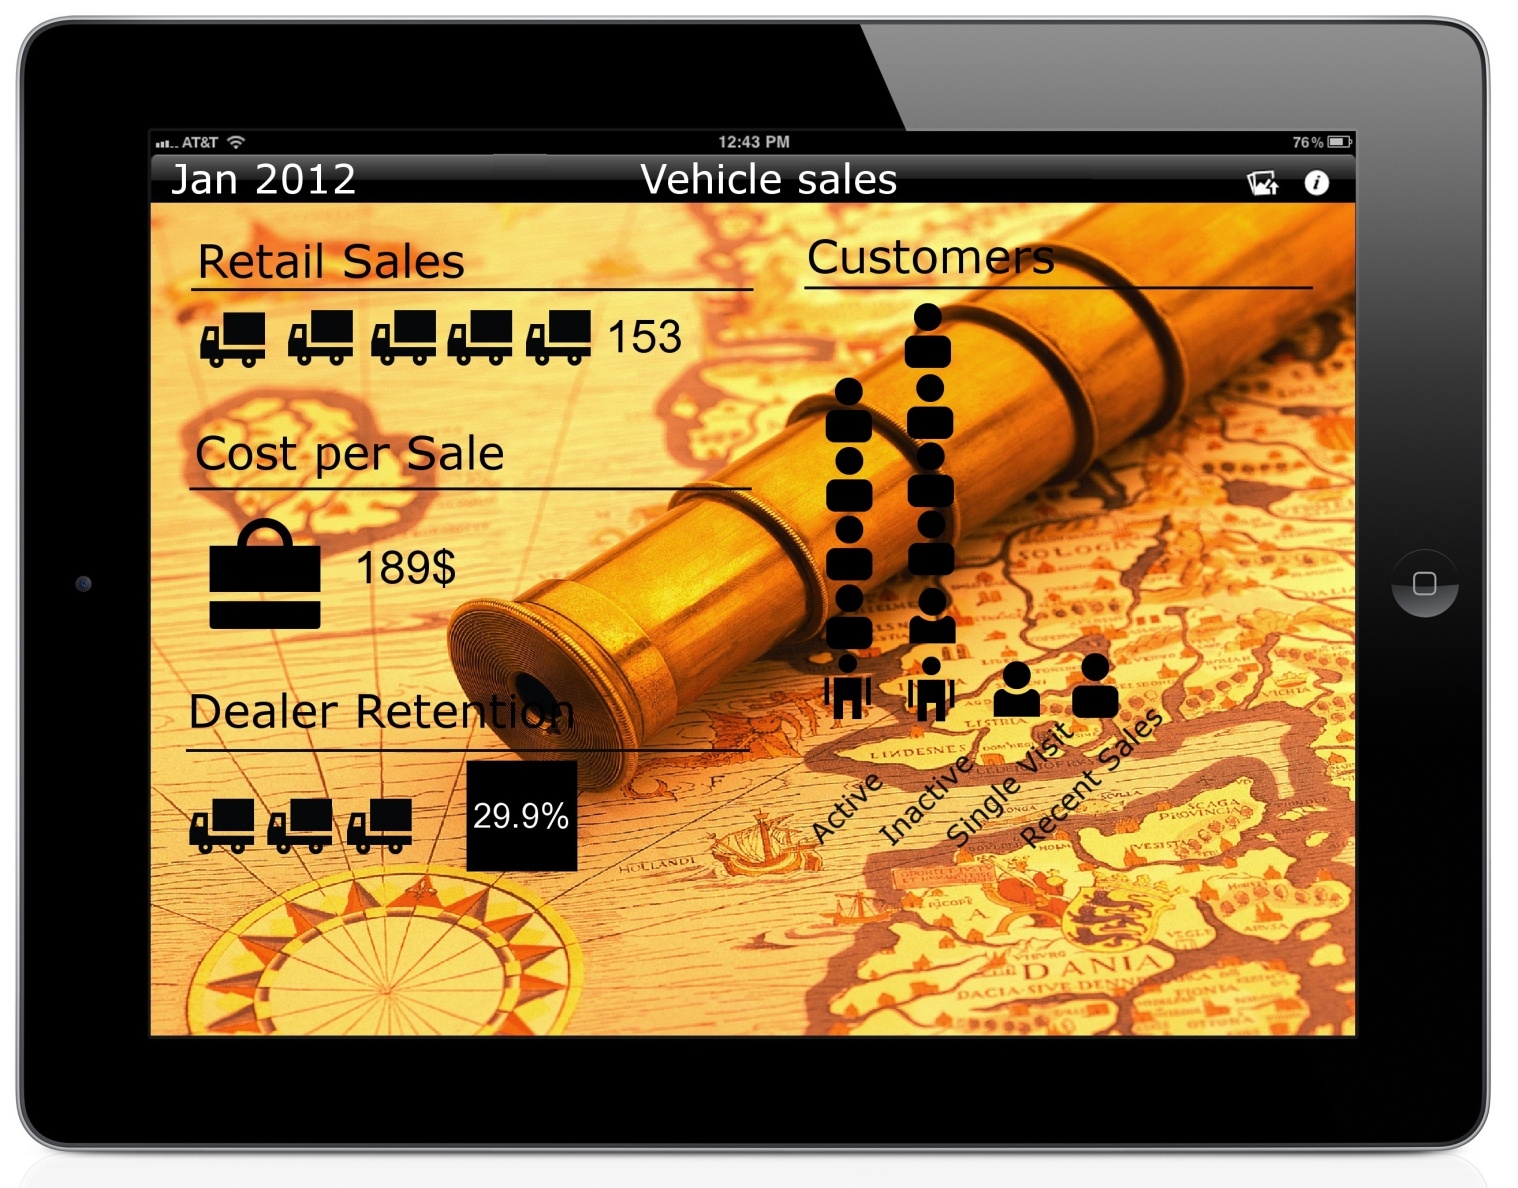 AT&T
12:43 PM
76%
Jan 2012
Vehicle sales
Retail Sales
153
Cost per Sale
189$
Dealer Retention
29.9%
Customers
Active
Inactive
Single Visit
Recent Sales
SOLOGIA
LINDESNES
HOLLANDI
DANIA